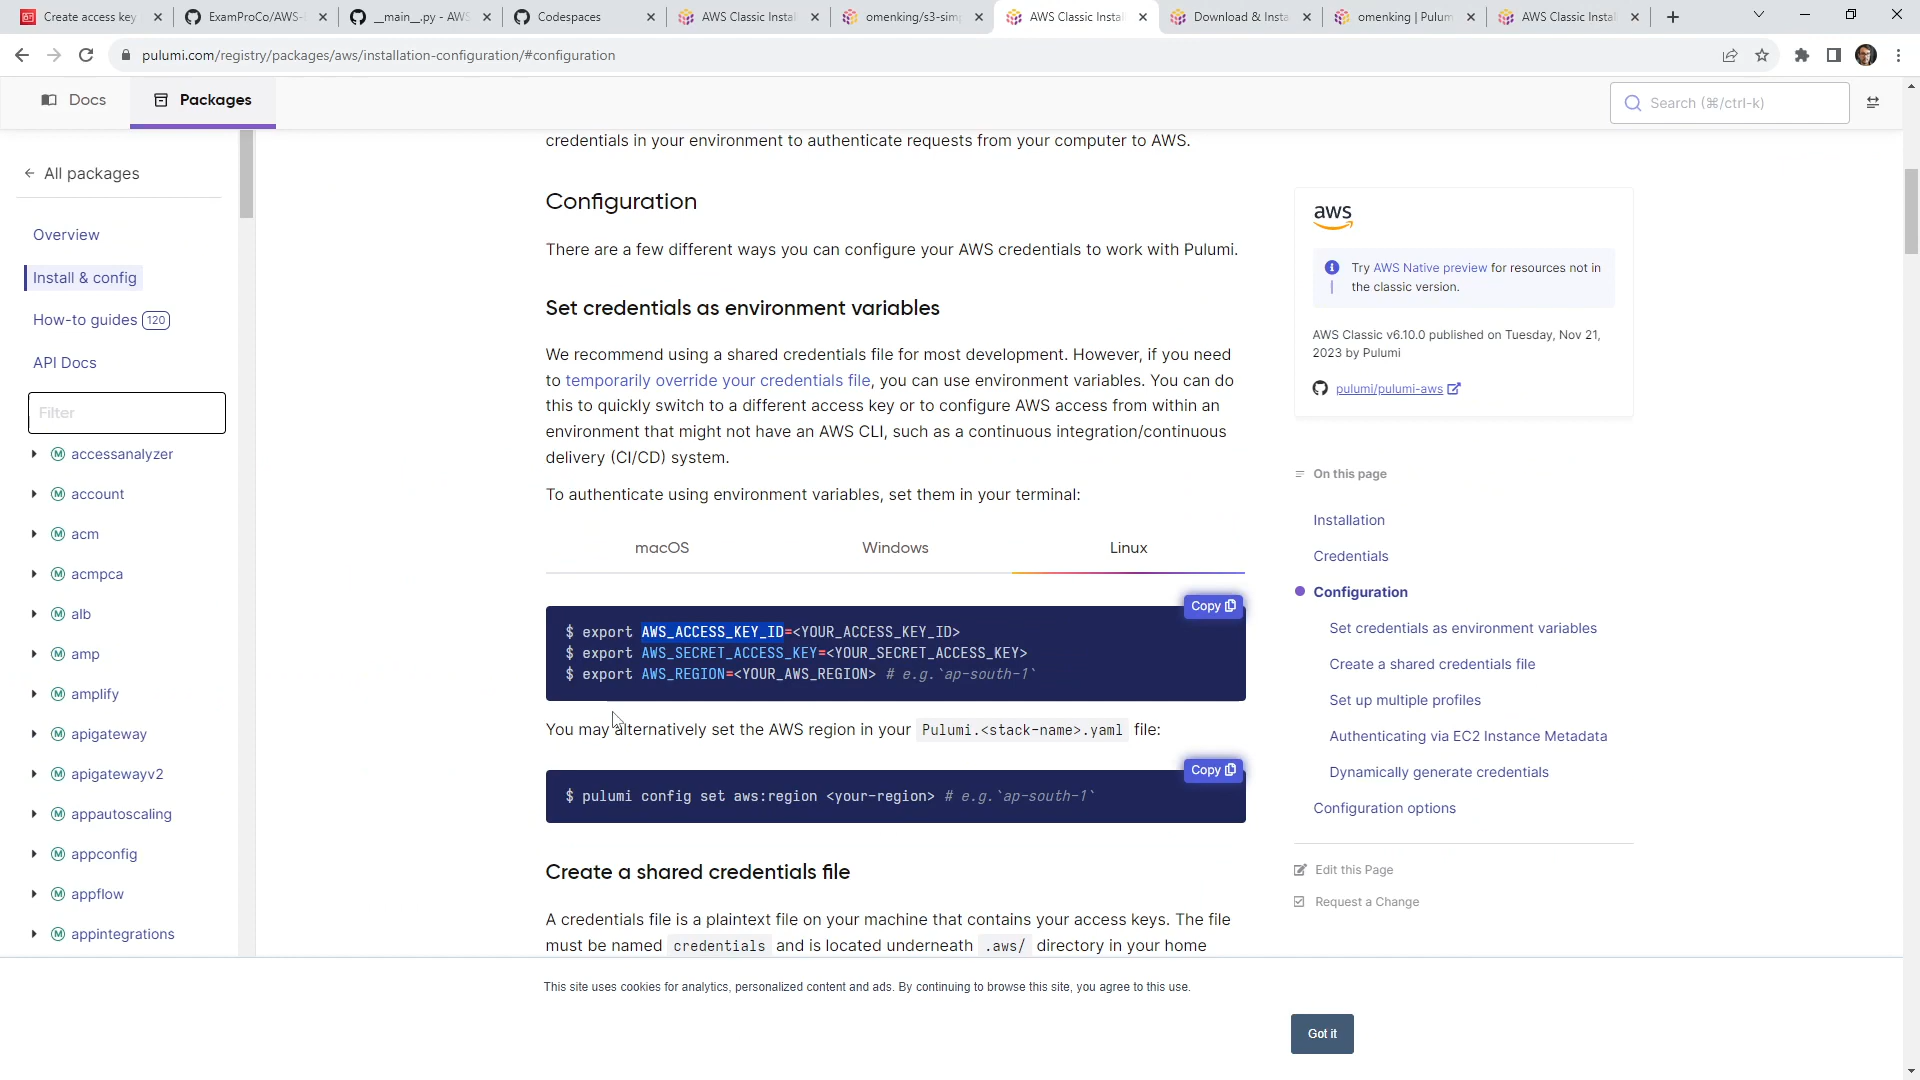 Create access key
ExamProCo/AWS-
__main__.py - AWS
Codespaces
AWS Classic Instal
omenking/s3-simp
AWS Classic Instal
Download & Insta
omenking | Pulum
AWS Classic Instal
pulumi.com/registry/packages/aws/installation-configuration/#configuration
Docs
Packages
Search (⌘/ctrl-k)
All packages
Overview
Install & config
How-to guides 120
API Docs
Filter
accessanalyzer
account
acm
acmpca
alb
amp
amplify
apigateway
apigatewayv2
appautoscaling
appconfig
appflow
appintegrations
credentials in your environment to authenticate requests from your computer to AWS.
Configuration
There are a few different ways you can configure your AWS credentials to work with Pulumi.
Set credentials as environment variables
We recommend using a shared credentials file for most development. However, if you need
to temporarily override your credentials file, you can use environment variables. You can do
this to quickly switch to a different access key or to configure AWS access from within an
environment that might not have an AWS CLI, such as a continuous integration/continuous
delivery (CI/CD) system.
To authenticate using environment variables, set them in your terminal:
macOS
Windows
Linux
Copy
$ export AWS_ACCESS_KEY_ID=<YOUR_ACCESS_KEY_ID>
$ export AWS_SECRET_ACCESS_KEY=<YOUR_SECRET_ACCESS_KEY>
$ export AWS_REGION=<YOUR_AWS_REGION> # e.g.`ap-south-1`
You may alternatively set the AWS region in your Pulumi.<stack-name>.yaml file:
Copy
$ pulumi config set aws:region <your-region> # e.g.`ap-south-1`
Create a shared credentials file
A credentials file is a plaintext file on your machine that contains your access keys. The file
must be named credentials and is located underneath .aws/ directory in your home
aws
Try AWS Native preview for resources not in
the classic version.
AWS Classic v6.10.0 published on Tuesday, Nov 21,
2023 by Pulumi
pulumi/pulumi-aws
On this page
Installation
Credentials
Configuration
Set credentials as environment variables
Create a shared credentials file
Set up multiple profiles
Authenticating via EC2 Instance Metadata
Dynamically generate credentials
Configuration options
Edit this Page
Request a Change
This site uses cookies for analytics, personalized content and ads. By continuing to browse this site, you agree to this use.
Got it